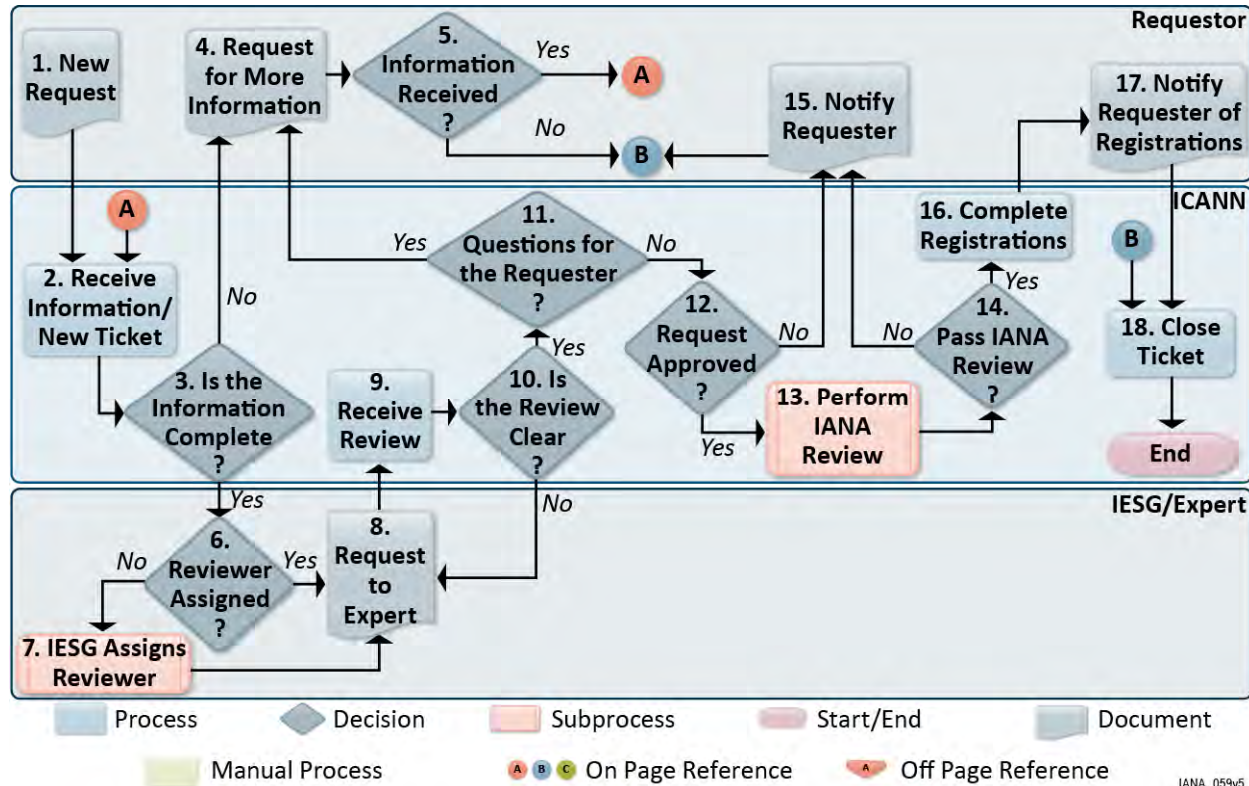 Requestor
1. New
Request
4. Request
for More
Information
5.
Information
Received
?
Yes
A
No
B
15. Notify
Requester
17. Notify
Requester of
Registrations
ICANN
A
2. Receive
Information/
New Ticket
No
3. Is the
Information
Complete
?
Yes
9.
Receive
Review
Yes
11.
Questions for
the Requester
?
No
Yes
10. Is
the Review
Clear
?
No
12.
Request
Approved
?
No
Yes
13. Perform
IANA
Review
No
14.
Pass IANA
Review
?
Yes
16. Complete
Registrations
B
18. Close
Ticket
End
IESG/Expert
No
6.
Reviewer
Assigned
?
Yes
8.
Request
to
Expert
7. IESG Assigns
Reviewer
Process
Decision
Subprocess
Start/End
Document
Manual Process
A B C On Page Reference
A Off Page Reference
IANA_059v5